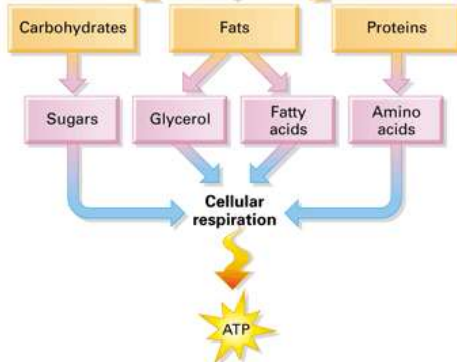 Carbohydrates
Fats
Proteins
Sugars
Glycerol
Fatty
acids
Amino
acids
Cellular
respiration
ATP